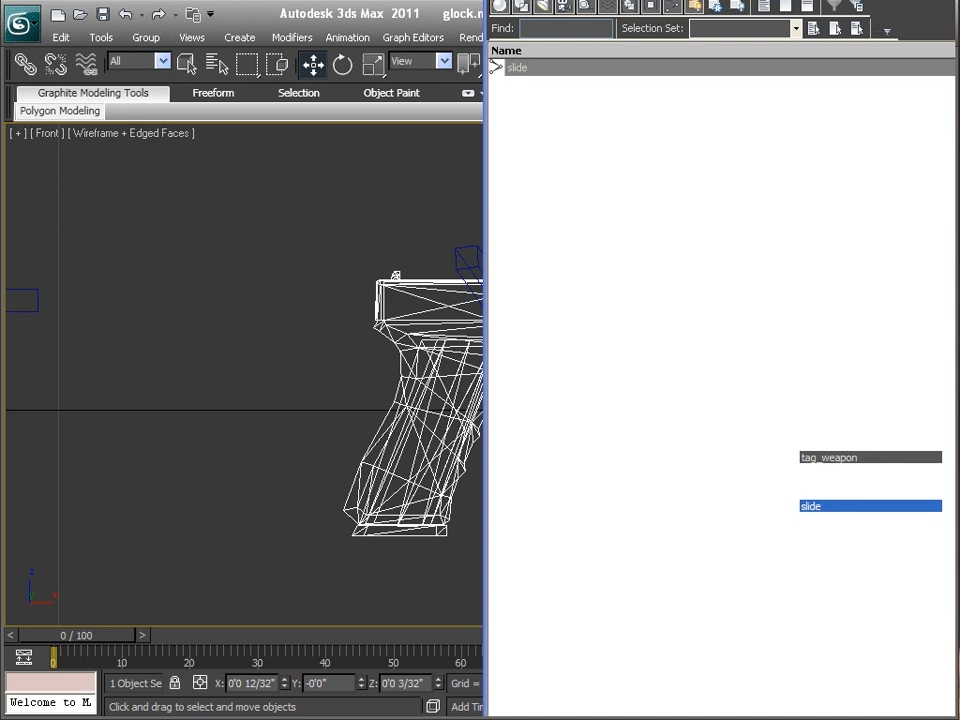 Autodesk 3ds Max 2011 glock.m
Edit Tools Group Views Create Modifiers Animation Graph Editors Ren
All View
Graphite Modeling Tools Freeform Selection Object Paint
Polygon Modeling
[ + ] [ Front ] [ Wireframe + Edged Faces ]
Find: Selection Set:
Name
slide
tag_weapon
slide
z
x
y
< 0 / 100 >
0 10 20 30 40 50 60
1 Object Se X: 0'0 12/32" Y: -0'0" Z: 0'0 3/32" Grid =
Welcome to M. Click and drag to select and move objects Add Tim